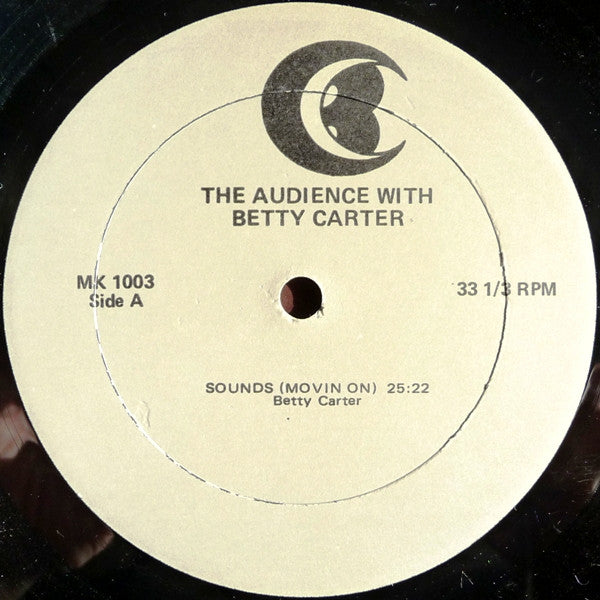 THE AUDIENCE WITH
BETTY CARTER
MK 1003
Side A
33 1/3 RPM
SOUNDS (MOVIN ON) 25:22
Betty Carter